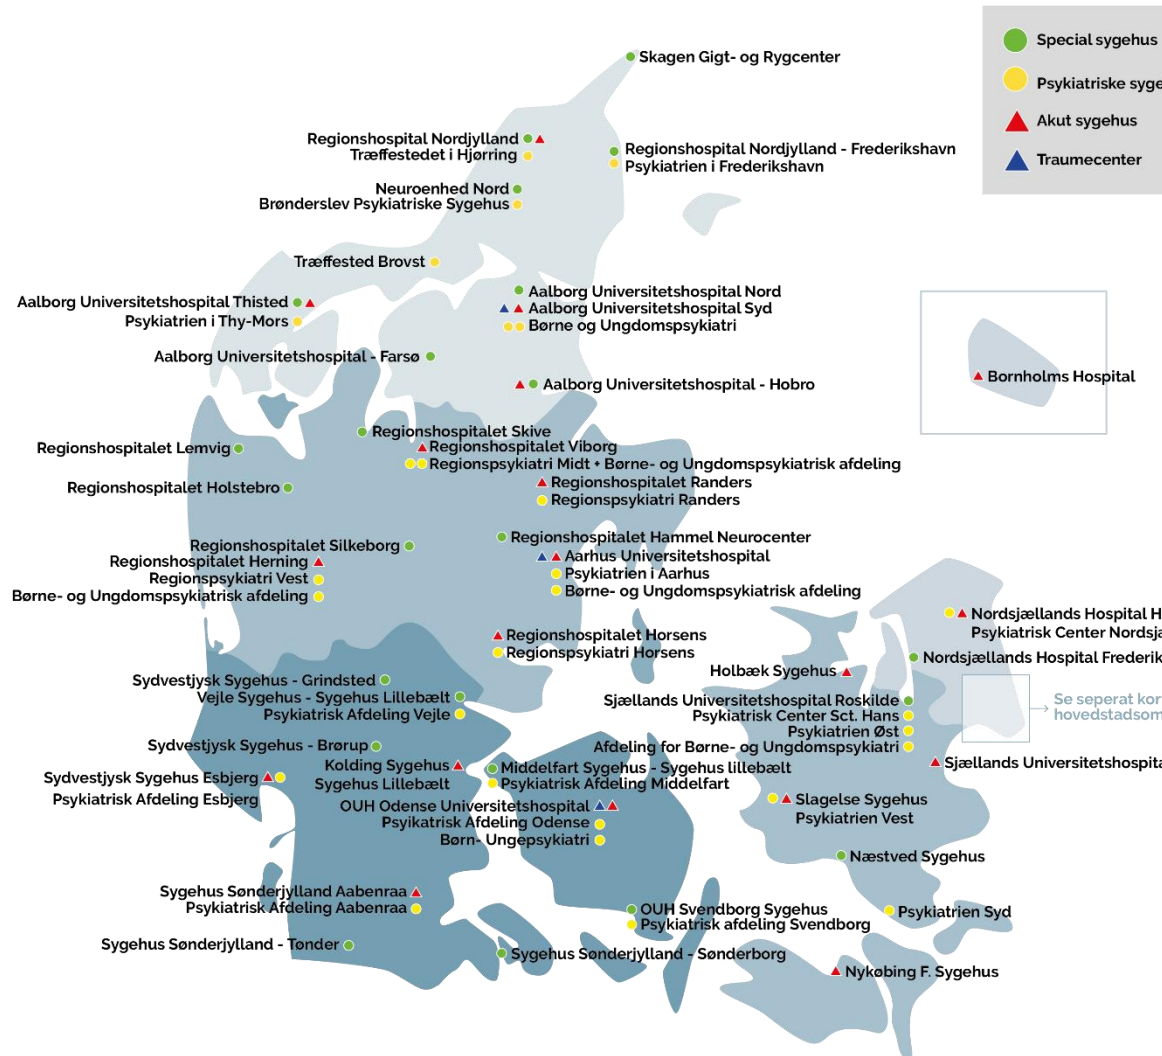 Special sygehus
Psykiatriske syge
Akut sygehus
Traumecenter
Skagen Gigt- og Rygcenter
Regionshospital Nordjylland
Træffestedet i Hjørring
Regionshospital Nordjylland - Frederikshavn
Psykiatrien i Frederikshavn
Neuroenhed Nord
Brønderslev Psykiatriske Sygehus
Træffested Brovst
Aalborg Universitetshospital Thisted
Psykiatrien i Thy-Mors
Aalborg Universitetshospital Nord
Aalborg Universitetshospital Syd
Børne og Ungdomspsykiatri
Aalborg Universitetshospital - Farsø
Aalborg Universitetshospital - Hobro
Bornholms Hospital
Regionshospitalet Skive
Regionshospitalet Lemvig
Regionshospitalet Viborg
Regionspsykiatri Midt + Børne- og Ungdomspsykiatrisk afdeling
Regionshospitalet Holstebro
Regionshospitalet Randers
Regionspsykiatri Randers
Regionshospitalet Hammel Neurocenter
Regionshospitalet Silkeborg
Aarhus Universitetshospital
Psykiatrien i Aarhus
Børne- og Ungdomspsykiatrisk afdeling
Regionshospitalet Herning
Regionspsykiatri Vest
Børne- og Ungdomspsykiatrisk afdeling
Regionshospitalet Horsens
Regionspsykiatri Horsens
Nordsjællands Hospital H
Psykiatrisk Center Nordsja
Nordsjællands Hospital Frederik
Holbæk Sygehus
Sydvestjysk Sygehus - Grindsted
Vejle Sygehus - Sygehus Lillebælt
Psykiatrisk Afdeling Vejle
Sjællands Universitetshospital Roskilde
Psykiatrisk Center Sct. Hans
Psykiatrien Øst
Afdeling for Børne- og Ungdomspsykiatri
Se seperat kor
hovedstadsom
Sydvestjysk Sygehus - Brørup
Kolding Sygehus
Sygehus Lillebælt
Middelfart Sygehus - Sygehus lillebælt
Psykiatrisk Afdeling Middelfart
Sjællands Universitetshospita
Sydvestjysk Sygehus Esbjerg
Psykiatrisk Afdeling Esbjerg
OUH Odense Universitetshospital
Psyikatrisk Afdeling Odense
Børn- Ungepsykiatri
Slagelse Sygehus
Psykiatrien Vest
Næstved Sygehus
Sygehus Sønderjylland Aabenraa
Psykiatrisk Afdeling Aabenraa
OUH Svendborg Sygehus
Psykiatrisk afdeling Svendborg
Psykiatrien Syd
Sygehus Sønderjylland - Tønder
Sygehus Sønderjylland - Sønderborg
Nykøbing F. Sygehus